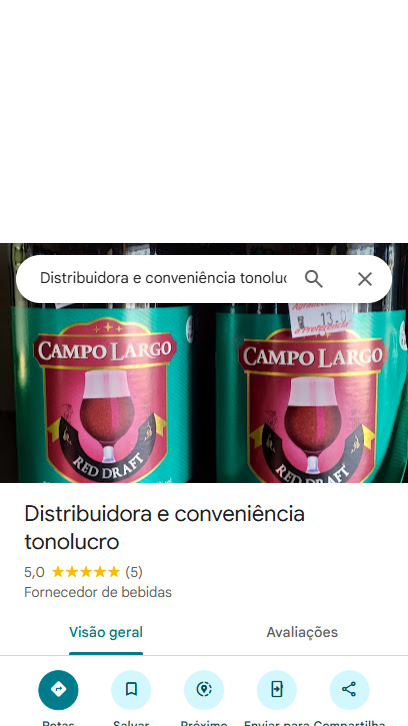 Distribuidora e conveniência tonoluc
13.0
CAMPO LARGO
CAMPO LARGO
RED DRAFT
RED DRAFT
Distribuidora e conveniência
tonolucro
5,0 (5)
Fornecedor de bebidas
Visão geral
Avaliações
Rotas
Salvar
Próximo
Enviar para
Compartilha